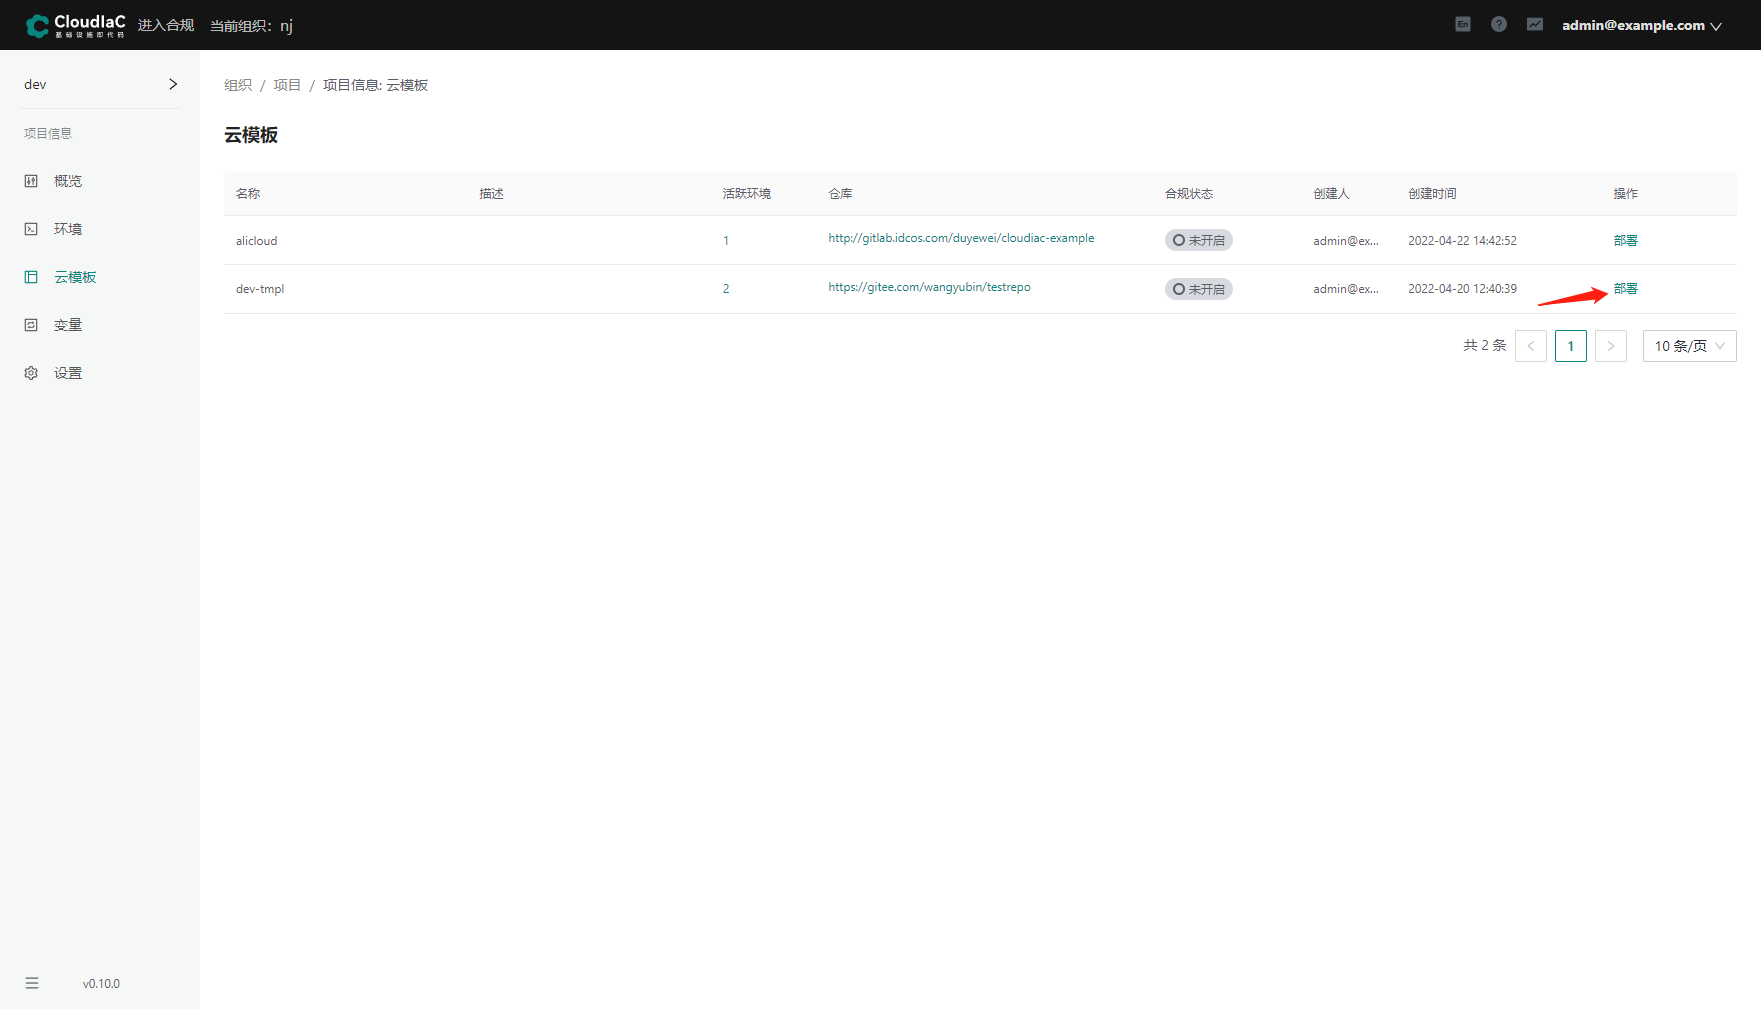 CloudIaC
基础设施即代码
进入合规 当前组织: nj
En ? admin@example.com
dev
项目信息
概览
环境
云模板
变量
设置
v0.10.0
组织 / 项目 / 项目信息: 云模板
云模板
名称 描述 活跃环境 仓库 合规状态 创建人 创建时间 操作
alicloud 1 http://gitlab.idcos.com/duyewei/cloudiac-example 未开启 admin@ex... 2022-04-22 14:42:52 部署
dev-tmpl 2 https://gitee.com/wangyubin/testrepo 未开启 admin@ex... 2022-04-20 12:40:39 部署
共 2 条 < 1 > 10 条/页